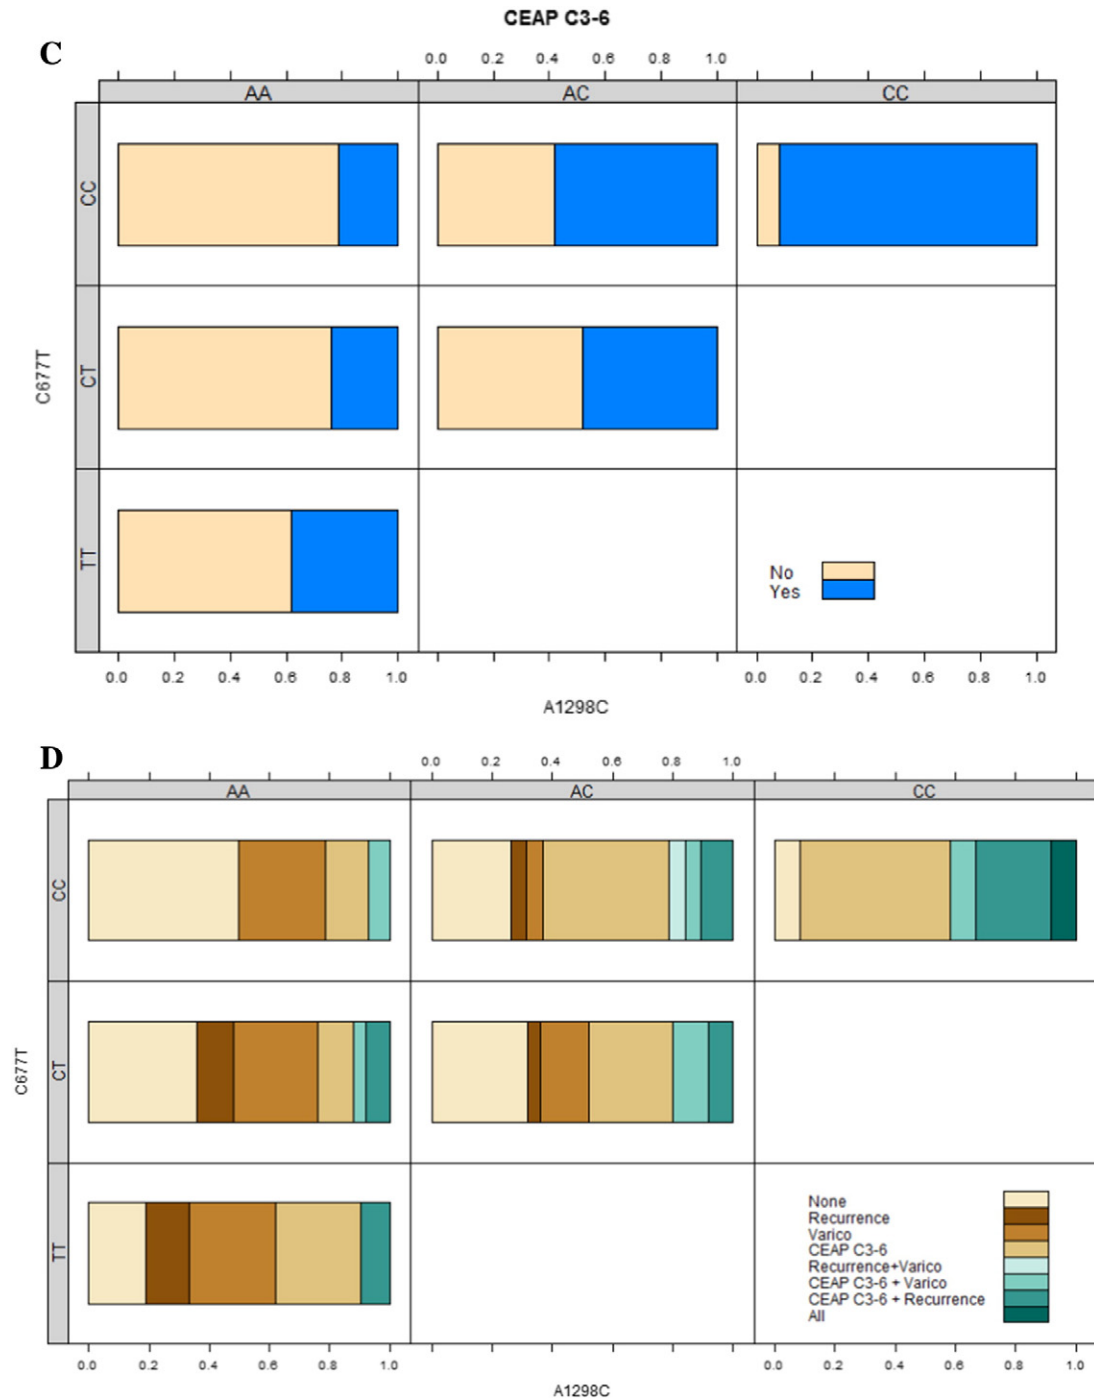 CEAP C3-6
C
0.0 0.2 0.4 0.6 0.8 1.0
AA AC CC
CC
CT
TT
C677T
No
Yes
0.0 0.2 0.4 0.6 0.8 1.0 0.0 0.2 0.4 0.6 0.8 1.0
A1298C
D
0.0 0.2 0.4 0.6 0.8 1.0
AA AC CC
CC
CT
TT
C677T
None
Recurrence
Varico
CEAP C3-6
Recurrence+Varico
CEAP C3-6 + Varico
CEAP C3-6 + Recurrence
All
0.0 0.2 0.4 0.6 0.8 1.0 0.0 0.2 0.4 0.6 0.8 1.0
A1298C